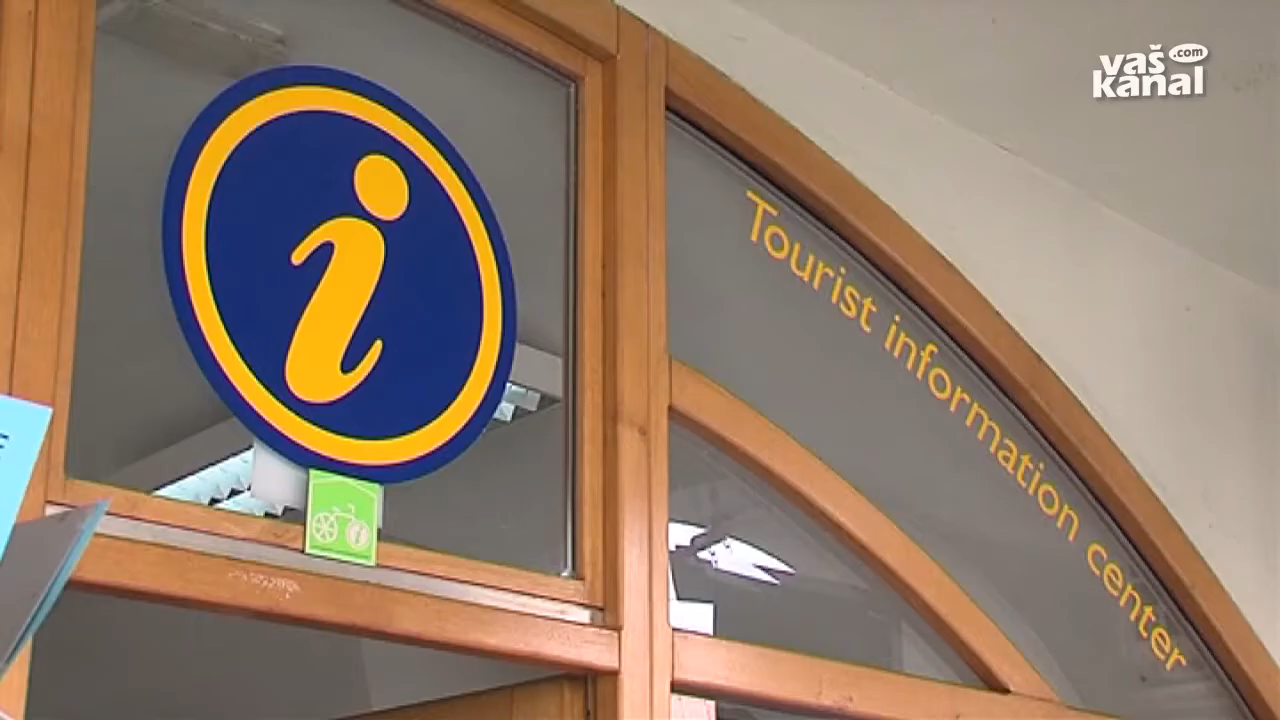 vaš
.com
kanal
i
Tourist information center